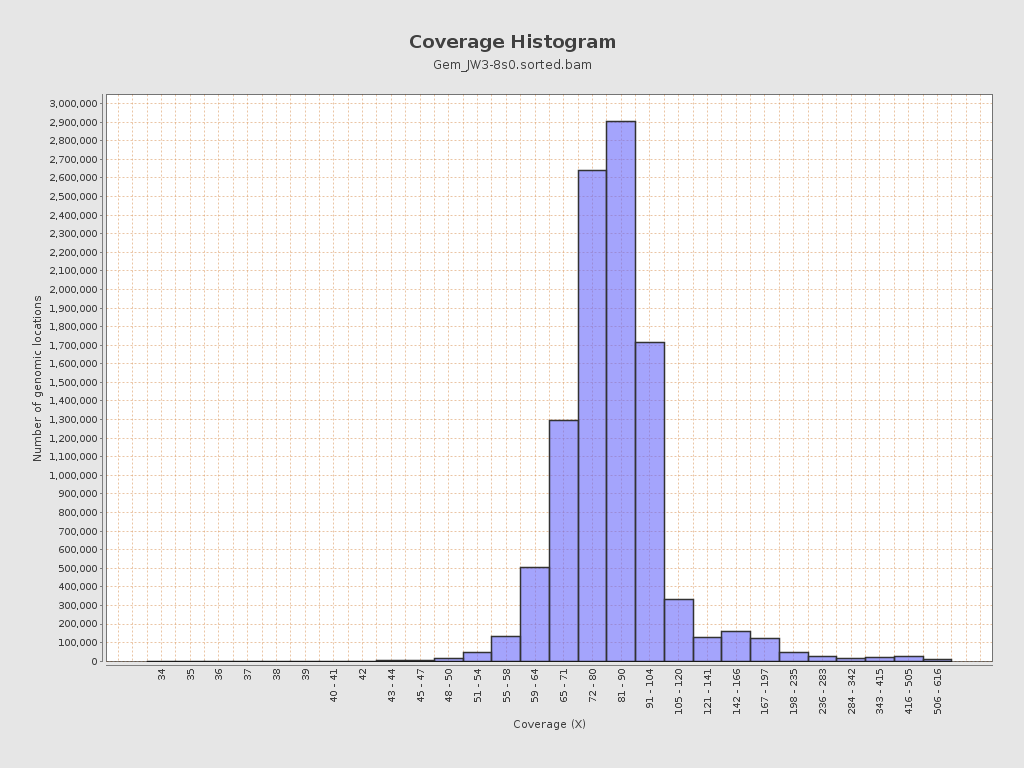 Coverage Histogram
Gem_JW3-8s0.sorted.bam
Number of genomic locations
3,000,000
2,900,000
2,800,000
2,700,000
2,600,000
2,500,000
2,400,000
2,300,000
2,200,000
2,100,000
2,000,000
1,900,000
1,800,000
1,700,000
1,600,000
1,500,000
1,400,000
1,300,000
1,200,000
1,100,000
1,000,000
900,000
800,000
700,000
600,000
500,000
400,000
300,000
200,000
100,000
0
34
35
36
37
38
39
40 - 41
42
43 - 44
45 - 47
48 - 50
51 - 54
55 - 58
59 - 64
65 - 71
72 - 80
81 - 90
91 - 104
105 - 120
121 - 141
142 - 166
167 - 197
198 - 235
236 - 283
284 - 342
343 - 415
416 - 505
506 - 616
Coverage (X)